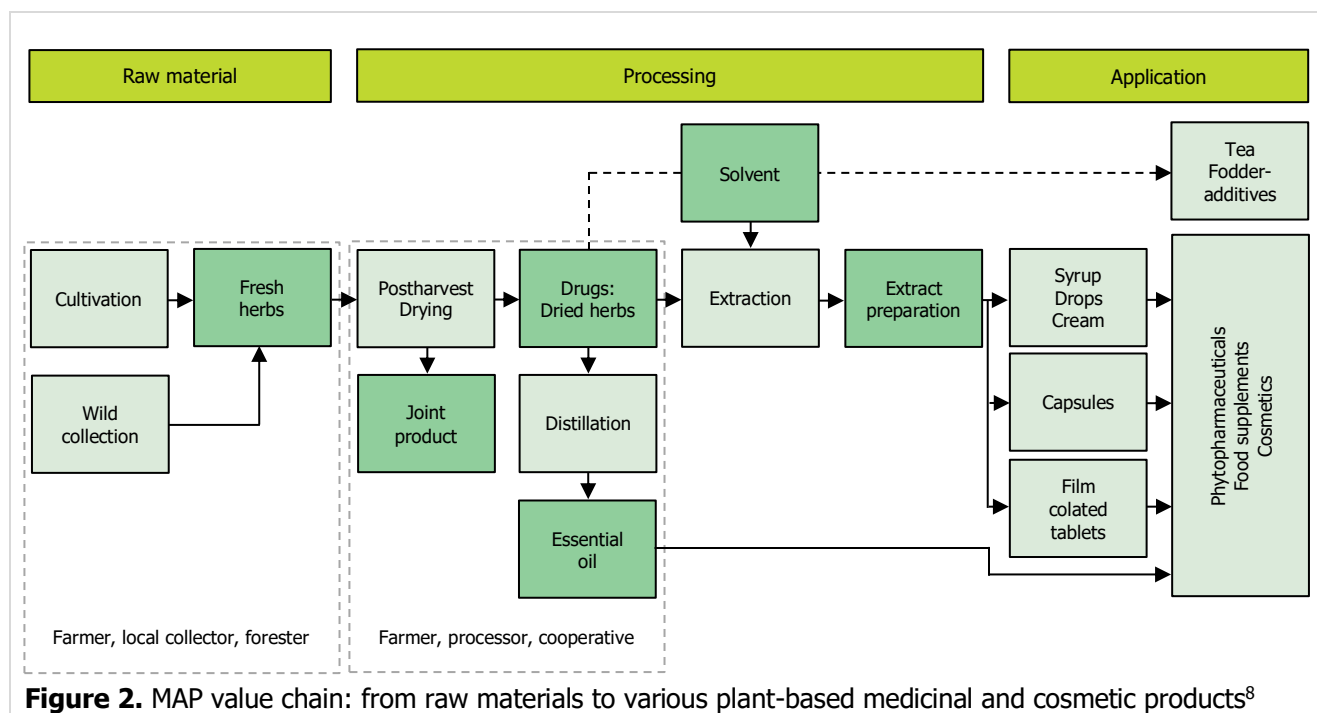 Raw material
Processing
Application
Solvent
Tea
Fodder-
additives
Cultivation
Fresh
herbs
Postharvest
Drying
Drugs:
Dried herbs
Extraction
Extract
preparation
Syrup
Drops
Cream
Wild
collection
Joint
product
Distillation
Capsules
Essential
oil
Film
colated
tablets
Phytopharmaceuticals
Food supplements
Cosmetics
Farmer, local collector, forester
Farmer, processor, cooperative
Figure 2. MAP value chain: from raw materials to various plant-based medicinal and cosmetic products8